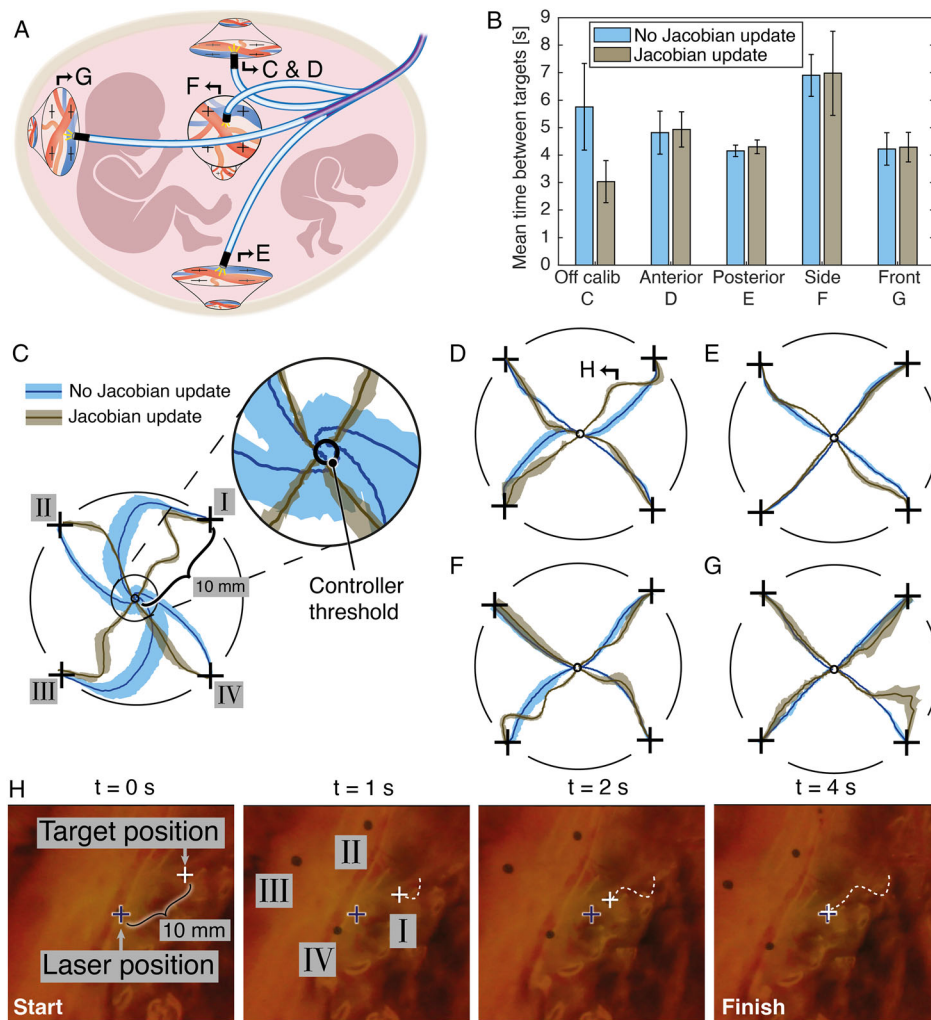 A
G
F
C & D
E
B
Mean time between targets [s]
9
8
7
6
5
4
3
2
1
0
No Jacobian update
Jacobian update
Off calib
C
Anterior
D
Posterior
E
Side
F
Front
G
C
No Jacobian update
Jacobian update
I
II
III
IV
10 mm
Controller
threshold
D
H
E
F
G
H
t = 0 s
t = 1 s
t = 2 s
t = 4 s
Target position
10 mm
Laser position
Start
II
III
I
IV
Finish